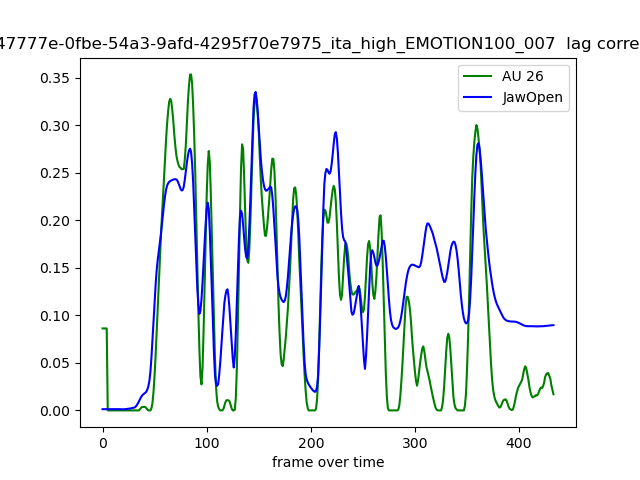 47777e-0fbe-54a3-9afd-4295f70e7975_ita_high_EMOTION100_007 lag corre
AU 26
JawOpen
0.35
0.30
0.25
0.20
0.15
0.10
0.05
0.00
0 100 200 300 400
frame over time